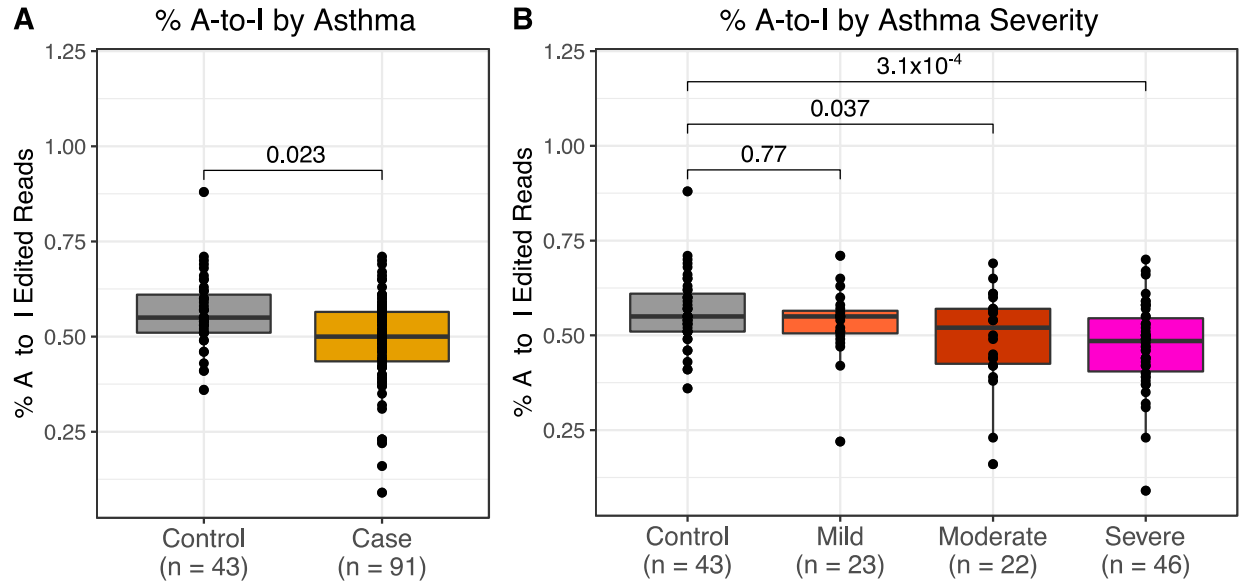 A % A-to-I by Asthma
% A to I Edited Reads
1.25
1.00
0.75
0.50
0.25
0.023
Control
(n = 43)
Case
(n = 91)
B % A-to-I by Asthma Severity
% A to I Edited Reads
1.25
1.00
0.75
0.50
0.25
3.1x10⁻⁴
0.037
0.77
Control
(n = 43)
Mild
(n = 23)
Moderate
(n = 22)
Severe
(n = 46)